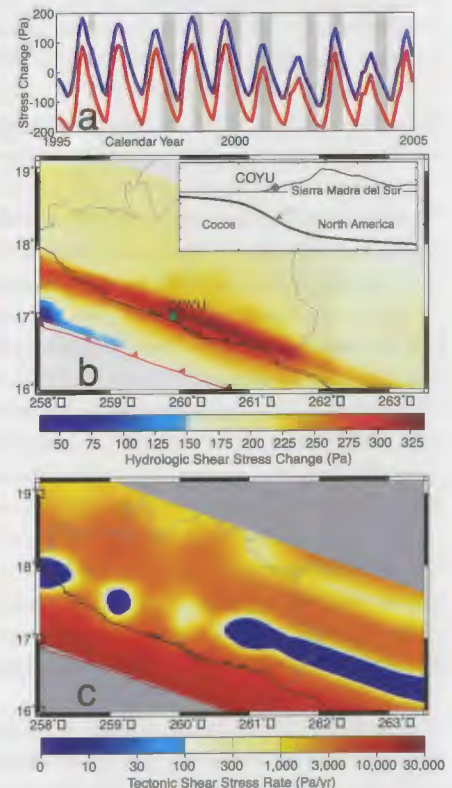 200
100
0
-100
-200
Stress Change (Pa)
a
1995
Calendar Year
2000
2005
19°
18°
17°
16°
COYU
Sierra Madre del Sur
Cocos
North America
COYU
b
258°□ 259°□ 260°□ 261°□ 262°□ 263°□
50 75 100 125 150 175 200 225 250 275 300 325
Hydrologic Shear Stress Change (Pa)
19°
18°
17°
16°
c
258°□ 259°□ 260°□ 261°□ 262°□ 263°□
0 10 30 100 300 1,000 3,000 10,000 30,000
Tectonic Shear Stress Rate (Pa/yr)